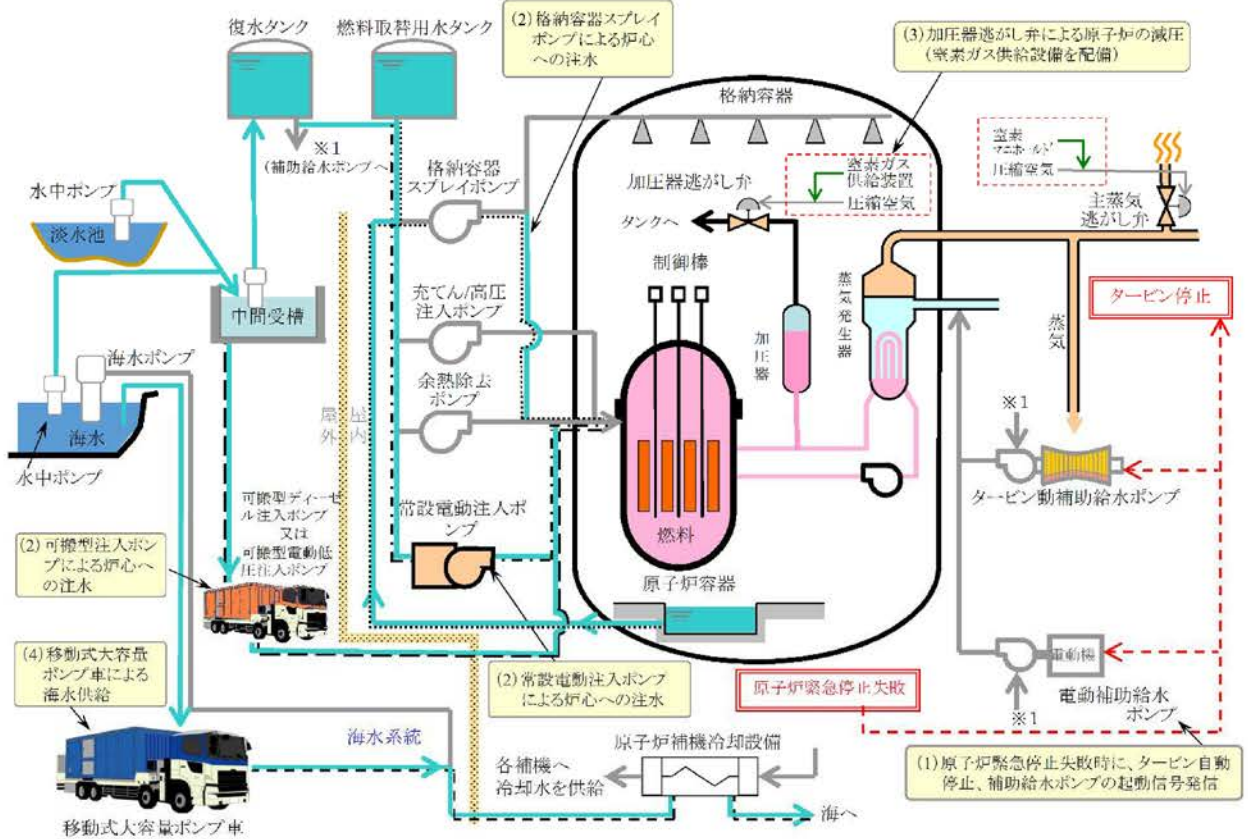 復水タンク
燃料取替用水タンク
(2) 格納容器スプレイ
ポンプによる炉心
への注水
(3) 加圧器逃がし弁による原子炉の減圧
(窒素ガス供給設備を配備)
格納容器
※1
(補助給水ポンプへ)
格納容器
スプレイポンプ
加圧器逃がし弁
窒素ガス
供給装置
圧縮空気
タンクへ
窒素
マニホールド
圧縮空気
主蒸気
逃がし弁
水中ポンプ
淡水池
中間受槽
海水ポンプ
海水
水中ポンプ
充てん/高圧
注入ポンプ
余熱除去
ポンプ
屋外
屋内
制御棒
加圧器
蒸気発生器
蒸気
タービン停止
※1
タービン動補助給水ポンプ
可搬型ディーゼ
ル注入ポンプ
又は
可搬型電動低
圧注入ポンプ
常設電動注入ポ
ンプ
燃料
原子炉容器
(2) 可搬型注入ポン
プによる炉心へ
の注水
(4) 移動式大容量
ポンプ車による
海水供給
(2) 常設電動注入ポンプ
による炉心への注水
原子炉緊急停止失敗
電動機
電動補助給水
ポンプ
※1
(1) 原子炉緊急停止失敗時に、タービン自動
停止、補助給水ポンプの起動信号発信
海水系統
各補機へ
冷却水を供給
原子炉補機冷却設備
海へ
移動式大容量ポンプ車